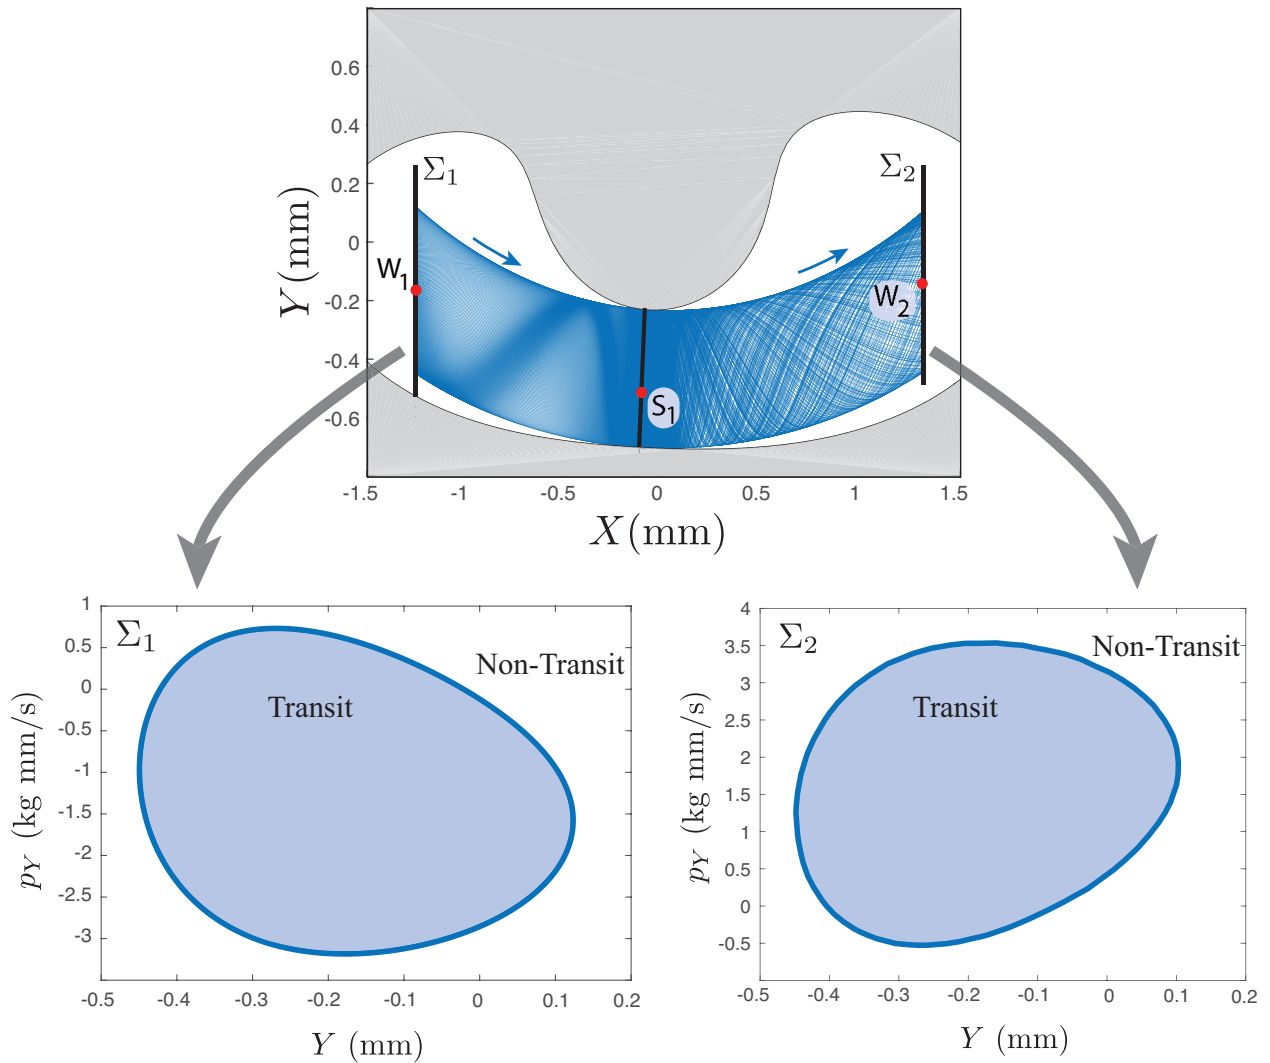 0.6
0.4
0.2
0
-0.2
-0.4
-0.6
Y (mm)
Σ1
Σ2
W1
W2
S1
-1.5 -1 -0.5 0 0.5 1 1.5
X (mm)
1
0.5
0
-0.5
-1
-1.5
-2
-2.5
-3
pY (kg mm/s)
Σ1
Non-Transit
Transit
-0.5 -0.4 -0.3 -0.2 -0.1 0 0.1 0.2
Y (mm)
4
3.5
3
2.5
2
1.5
1
0.5
0
-0.5
pY (kg mm/s)
Σ2
Non-Transit
Transit
-0.5 -0.4 -0.3 -0.2 -0.1 0 0.1 0.2
Y (mm)